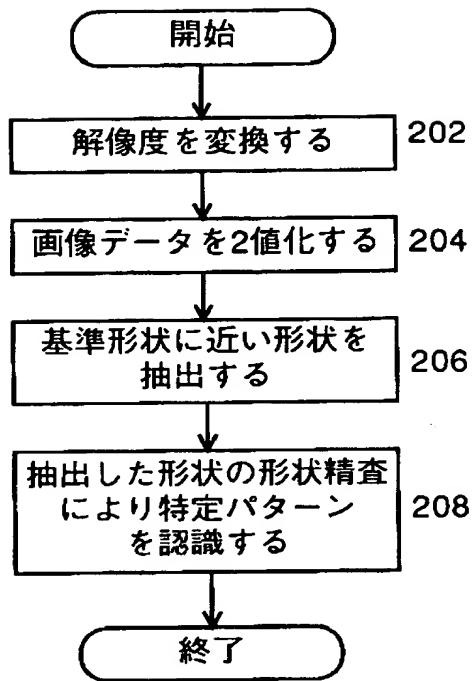 開始
解像度を変換する
202
画像データを2値化する
204
基準形状に近い形状を
抽出する
206
抽出した形状の形状精査
により特定パターン
を認識する
208
終了